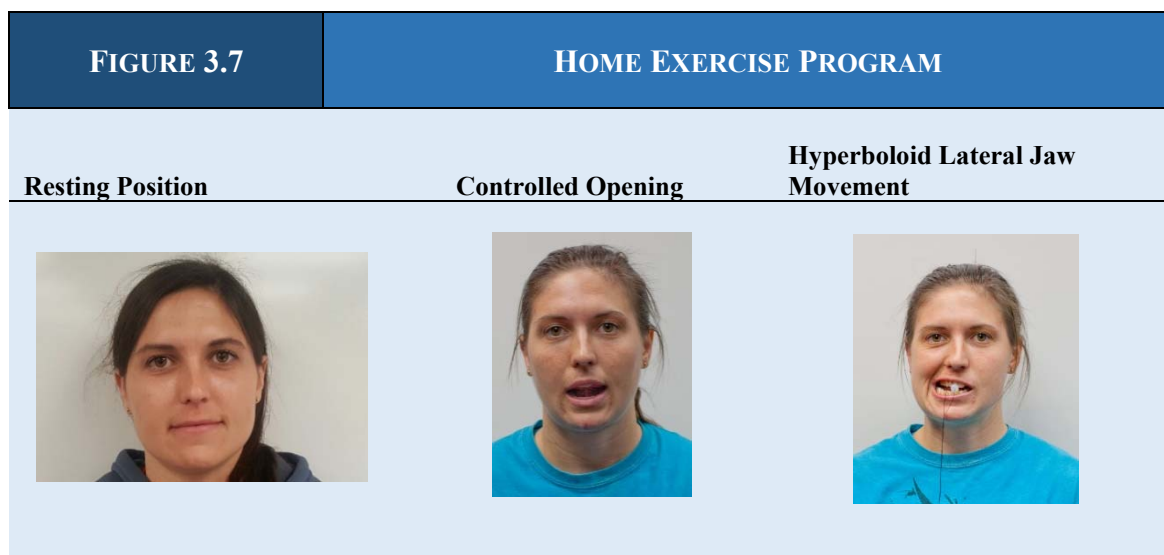 FIGURE 3.7
HOME EXERCISE PROGRAM
Resting Position
Controlled Opening
Hyperboloid Lateral Jaw
Movement